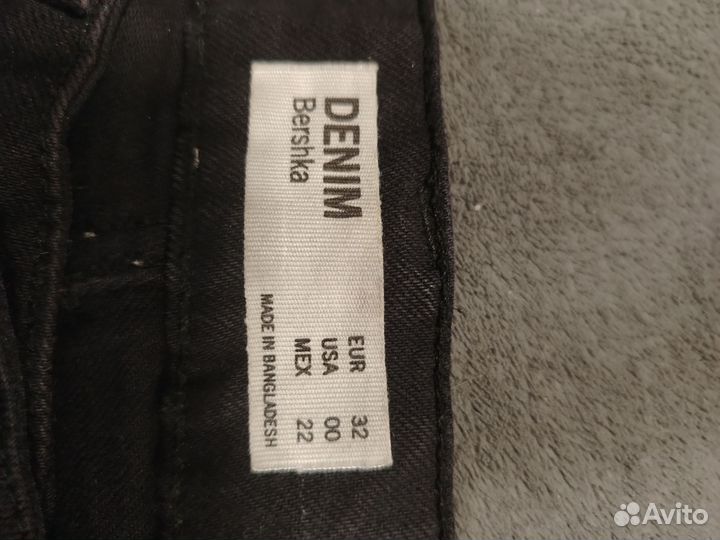 DENIM
Bershka
EUR 32
USA 00
MEX 22
MADE IN BANGLADESH
Avito